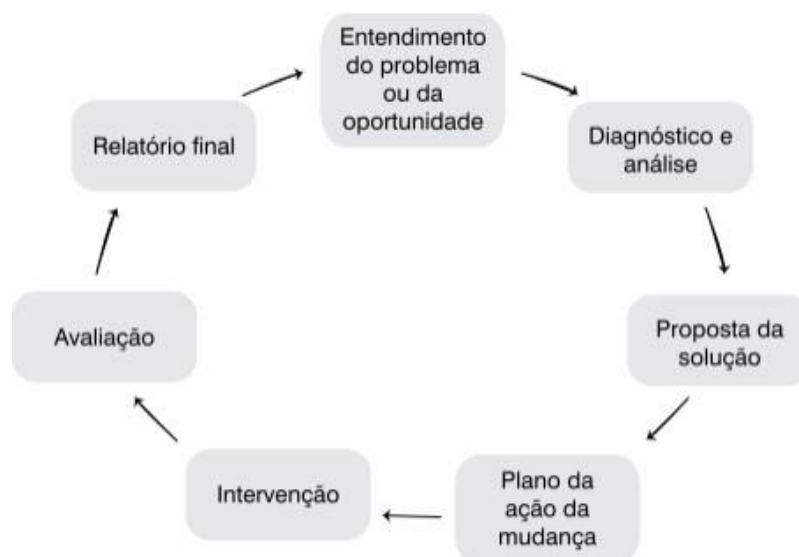 Entendimento
do problema
ou da
oportunidade
Diagnóstico e
análise
Proposta da
solução
Plano da
ação da
mudança
Intervenção
Avaliação
Relatório final